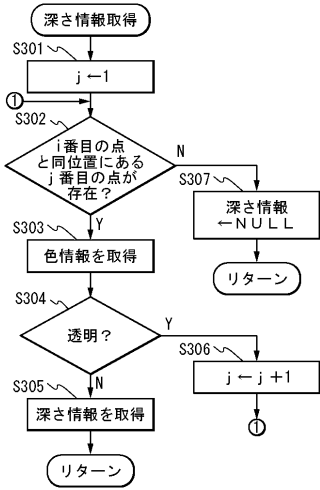 深さ情報取得
S301
j←1
①
S302
i番目の点
と同位置にある
j番目の点が
存在？
N
Y
S307
深さ情報
←NULL
リターン
S303
色情報を取得
S304
透明？
Y
N
S306
j←j+1
①
S305
深さ情報を取得
リターン